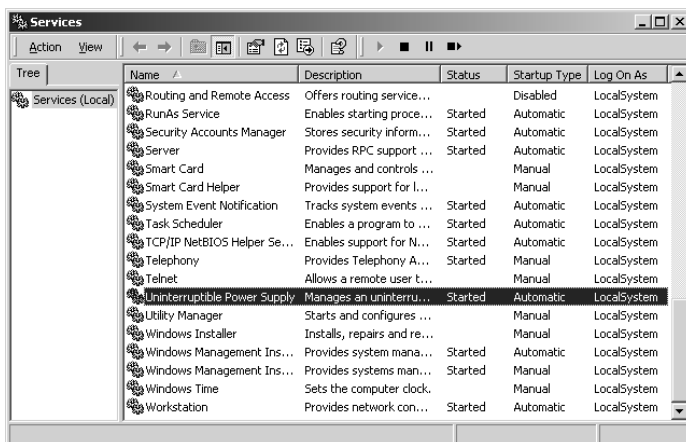 Services
Action View
Tree
Services (Local)
Name Description Status Startup Type Log On As
Routing and Remote Access Offers routing service... Disabled LocalSystem
RunAs Service Enables starting proce... Started Automatic LocalSystem
Security Accounts Manager Stores security inform... Started Automatic LocalSystem
Server Provides RPC support ... Started Automatic LocalSystem
Smart Card Manages and controls ... Manual LocalSystem
Smart Card Helper Provides support for l... Manual LocalSystem
System Event Notification Tracks system events ... Started Automatic LocalSystem
Task Scheduler Enables a program to ... Started Automatic LocalSystem
TCP/IP NetBIOS Helper Se... Enables support for N... Started Automatic LocalSystem
Telephony Provides Telephony A... Started Manual LocalSystem
Telnet Allows a remote user t... Manual LocalSystem
Uninterruptible Power Supply Manages an uninterru... Started Automatic LocalSystem
Utility Manager Starts and configures ... Manual LocalSystem
Windows Installer Installs, repairs and re... Manual LocalSystem
Windows Management Ins... Provides system mana... Started Automatic LocalSystem
Windows Management Ins... Provides systems man... Started Manual LocalSystem
Windows Time Sets the computer clock. Manual LocalSystem
Workstation Provides network con... Started Automatic LocalSystem